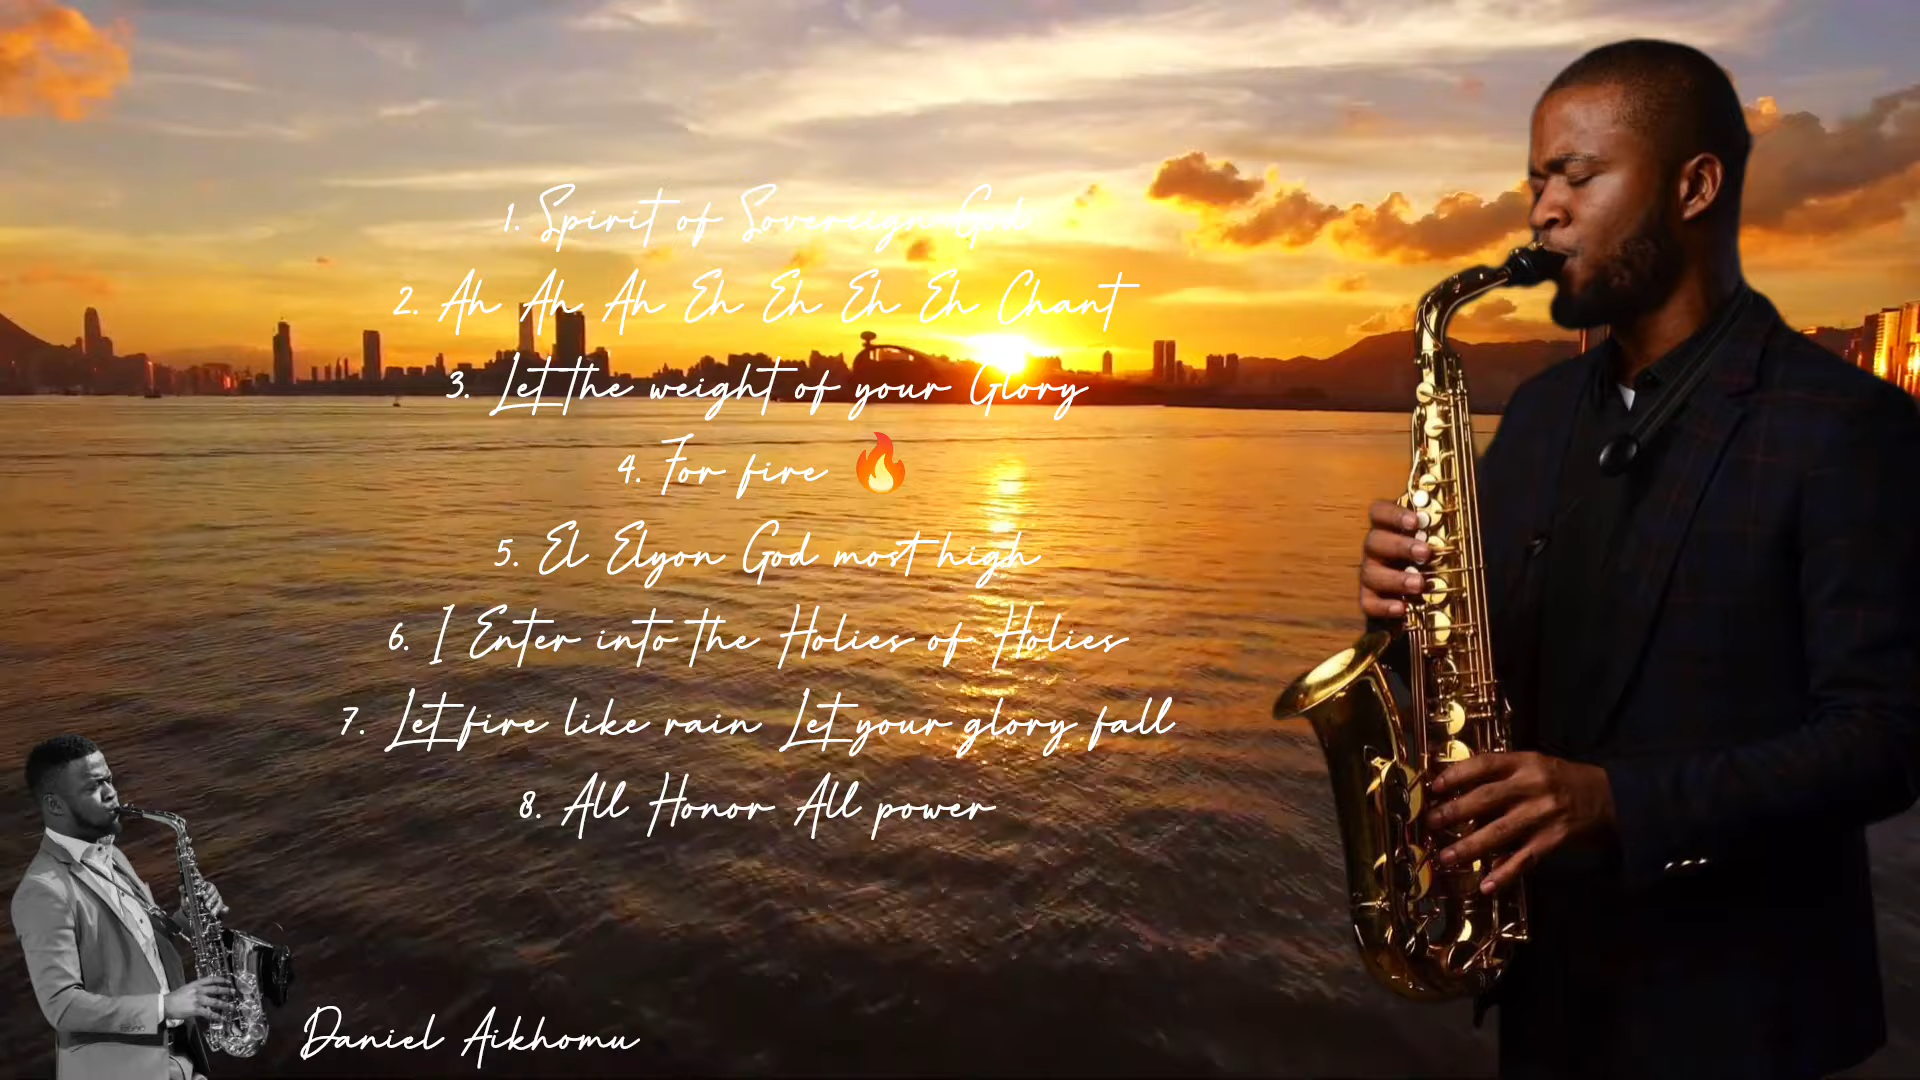 1. Spirit of Sovereign God
2. Ah Ah Ah Eh Eh Eh Eh Chant
3. Let the weight of your Glory
4. For fire 🔥
5. El Elyon God most high
6. I Enter into the Holies of Holies
7. Let fire like rain Let your glory fall
8. All Honor All power
Daniel Aikhomu